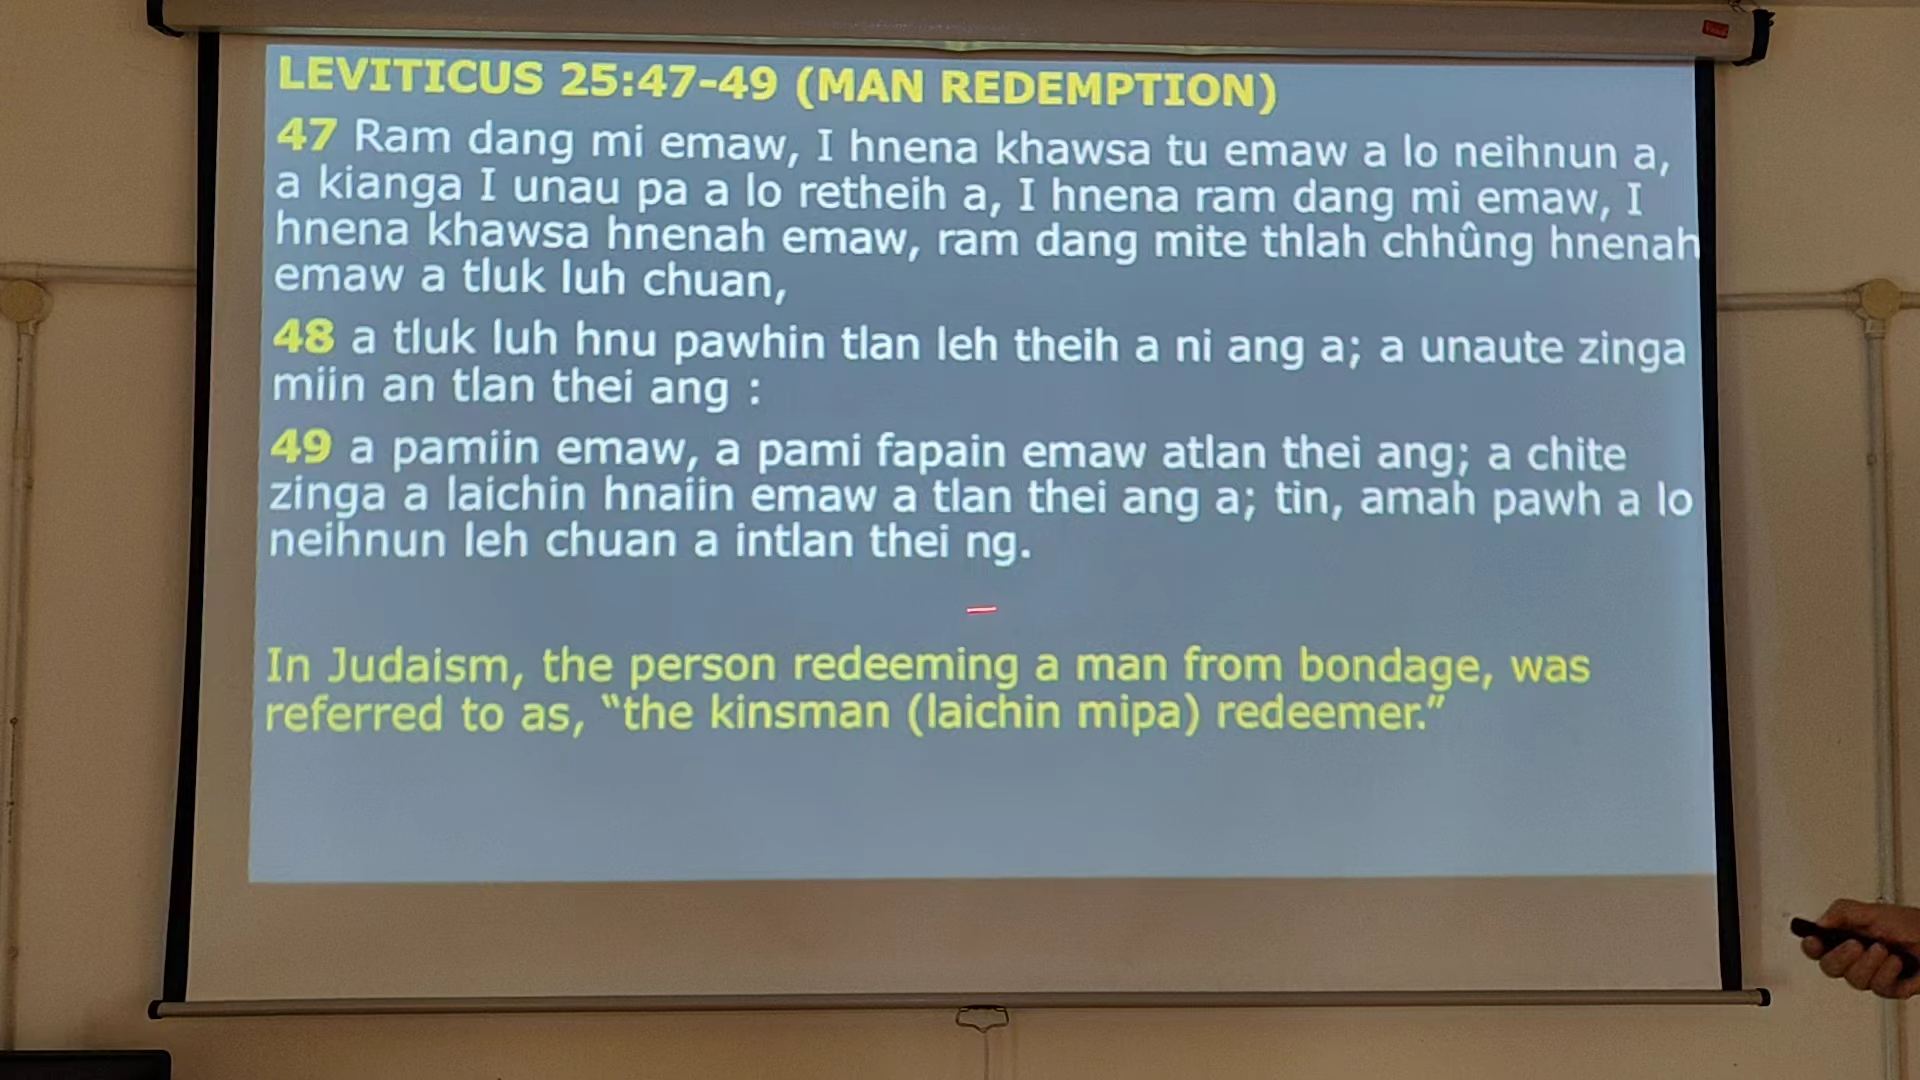 LEVITICUS 25:47-49 (MAN REDEMPTION)
47 Ram dang mi emaw, I hnena khawsa tu emaw a lo neihnun a,
a kianga I unau pa a lo retheih a, I hnena ram dang mi emaw, I
hnena khawsa hnenah emaw, ram dang mite thlah chhûng hnenah
emaw a tluk luh chuan,
48 a tluk luh hnu pawhin tlan leh theih a ni ang a; a unaute zinga
miin an tlan thei ang :
49 a pamiin emaw, a pami fapain emaw atlan thei ang; a chite
zinga a laichin hnaiin emaw a tlan thei ang a; tin, amah pawh a lo
neihnun leh chuan a intlan thei ng.
In Judaism, the person redeeming a man from bondage, was
referred to as, “the kinsman (laichin mipa) redeemer.”